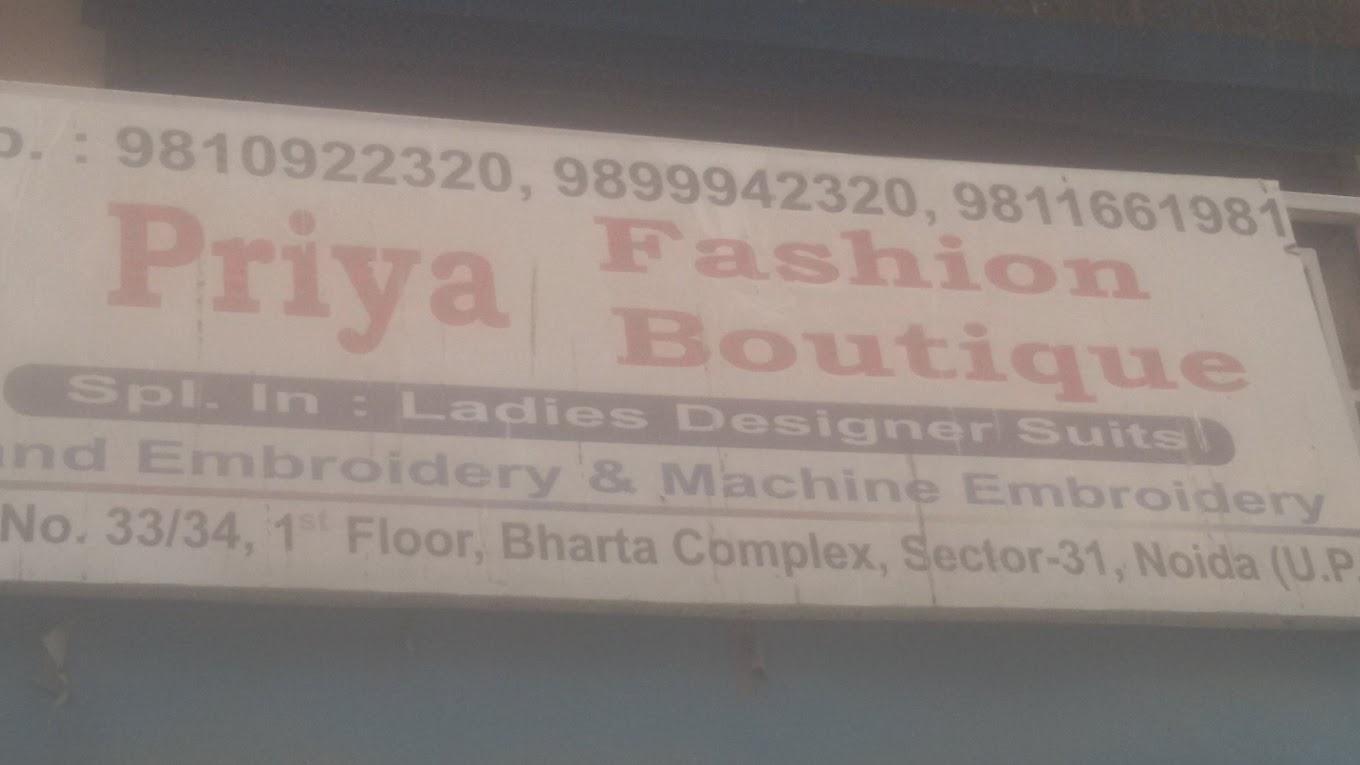 o. : 9810922320, 9899942320, 9811661981
Priya Fashion
Boutique
Spl. In : Ladies Designer Suits
and Embroidery & Machine Embroidery
No. 33/34, 1st Floor, Bharta Complex, Sector-31, Noida (U.P.